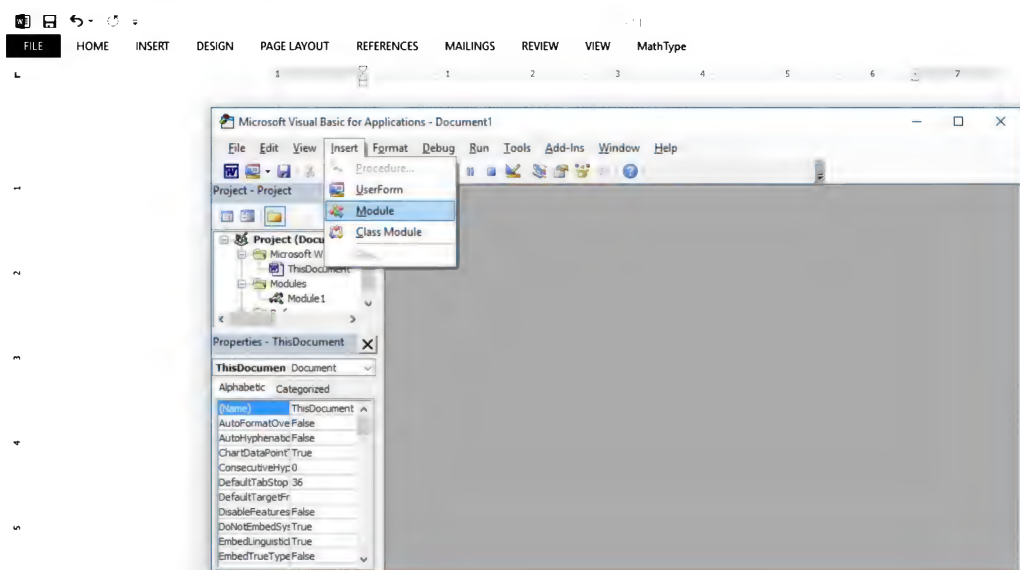 FILE HOME INSERT DESIGN PAGE LAYOUT REFERENCES MAILINGS REVIEW VIEW MathType
1 1 2 3 4 5 6 7
Microsoft Visual Basic for Applications - Document1
File Edit View Insert Format Debug Run Tools Add-Ins Window Help
Procedure...
UserForm
Module
Class Module
Project - Project
Project (Docu
Microsoft W
ThisDocument
Modules
Module1
Properties - ThisDocument
ThisDocumen Document
Alphabetic Categorized
(Name) ThisDocument
AutoFormatOve False
AutoHyphenatic False
ChartDataPoint True
ConsecutiveHyp 0
DefaultTabStop 36
DefaultTargetFr
DisableFeatures False
DoNotEmbedSys True
EmbedLinguistic True
EmbedTrueType False
1
2
3
4
5